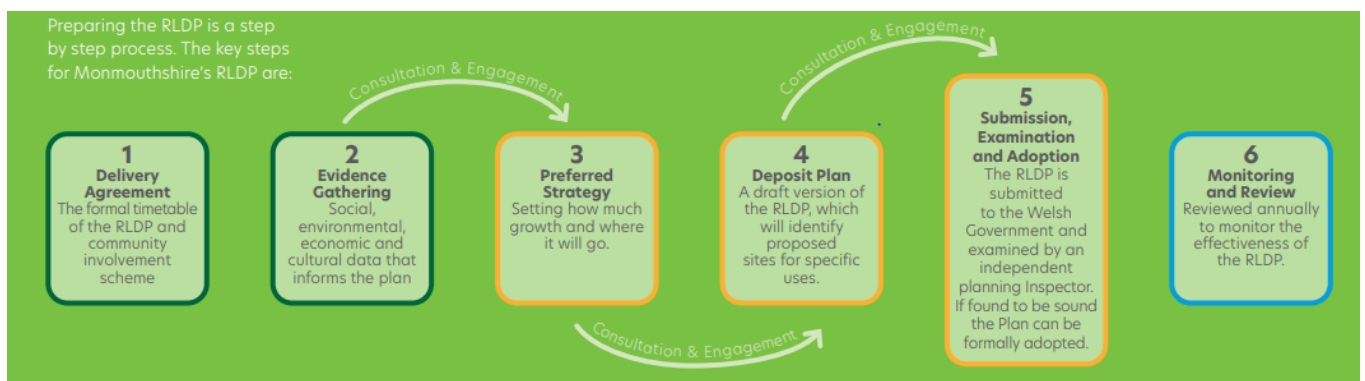 Preparing the RLDP is a step
by step process. The key steps
for Monmouthshire's RLDP are:
Consultation & Engagement
Consultation & Engagement
1
Delivery
Agreement
The formal timetable
of the RLDP and
community
involvement
scheme
2
Evidence
Gathering
Social,
environmental,
economic and
cultural data that
informs the plan
3
Preferred
Strategy
Setting how much
growth and where
it will go.
4
Deposit Plan
A draft version of
the RLDP, which
will identify
proposed
sites for specific
uses.
5
Submission,
Examination
and Adoption
The RLDP is
submitted
to the Welsh
Government and
examined by an
independent
planning Inspector.
If found to be sound
the Plan can be
formally adopted.
6
Monitoring
and Review
Reviewed annually
to monitor the
effectiveness of
the RLDP.
Consultation & Engagement